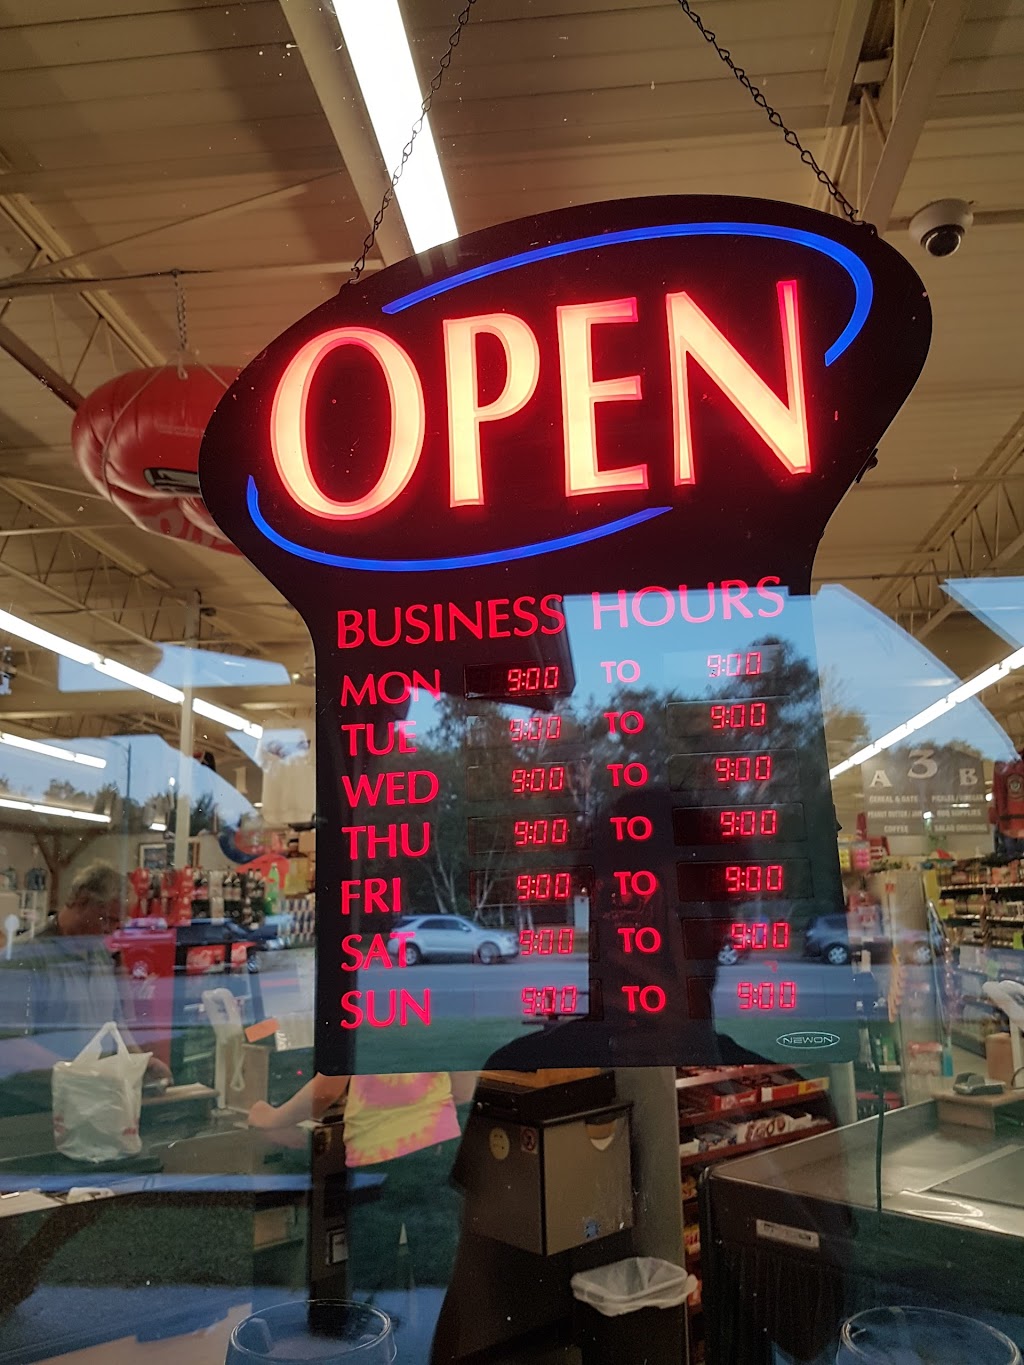 OPEN
BUSINESS HOURS
MON 9:00 TO 9:00
TUE 9:00 TO 9:00
WED 9:00 TO 9:00
THU 9:00 TO 9:00
FRI 9:00 TO 9:00
SAT 9:00 TO 9:00
SUN 9:00 TO 9:00
NEWON
A 3 B
COFFEE